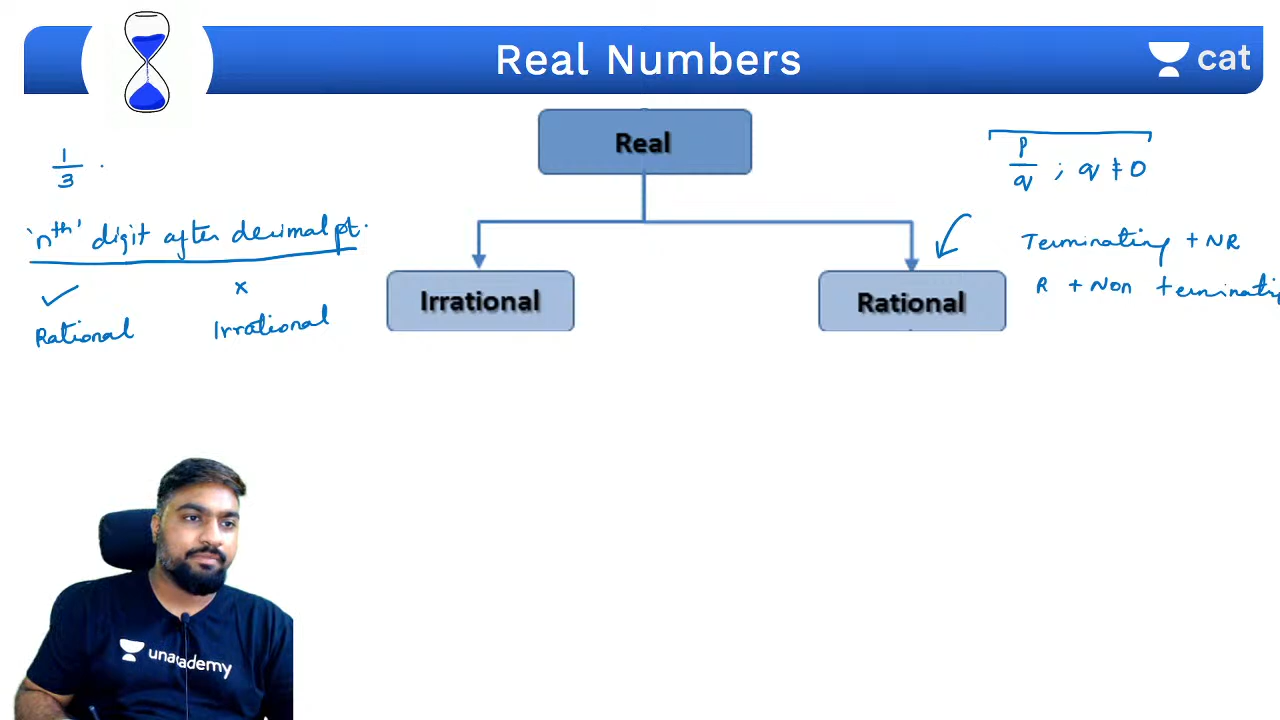 Real Numbers
cat
Real
1/3
p/q ; q ≠ 0
'nth' digit after decimal pt.
Terminating + NR
R + Non terminatin
Irrational
Rational
✓ ×
Rational Irrational
unacademy